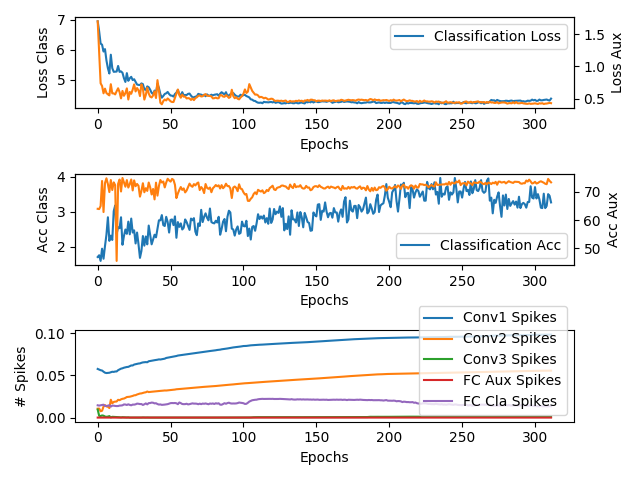 7
6
5
Loss Class
1.5
1.0
0.5
Loss Aux
Classification Loss
0 50 100 150 200 250 300
Epochs
4
3
2
Acc Class
70
60
50
Acc Aux
Classification Acc
0 50 100 150 200 250 300
Epochs
0.10
0.05
0.00
# Spikes
Conv1 Spikes
Conv2 Spikes
Conv3 Spikes
FC Aux Spikes
FC Cla Spikes
0 50 100 150 200 250 300
Epochs